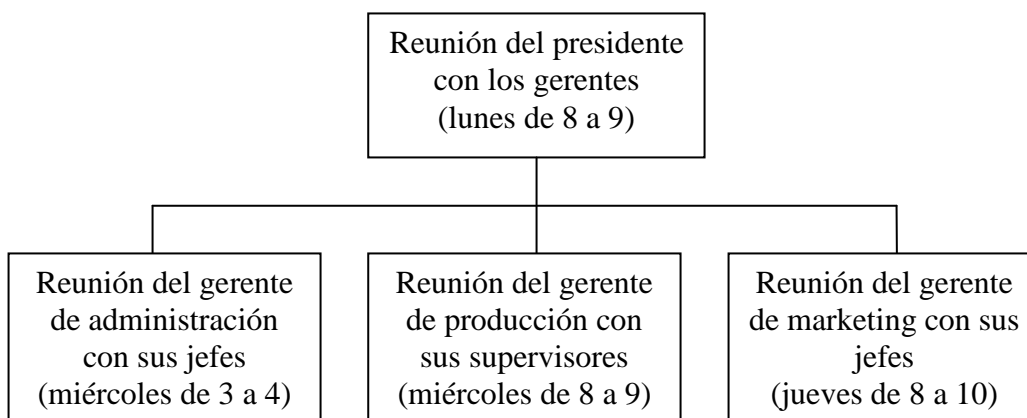 Reunión del presidente
con los gerentes
(lunes de 8 a 9)
Reunión del gerente
de administración
con sus jefes
(miércoles de 3 a 4)
Reunión del gerente
de producción con
sus supervisores
(miércoles de 8 a 9)
Reunión del gerente
de marketing con sus
jefes
(jueves de 8 a 10)